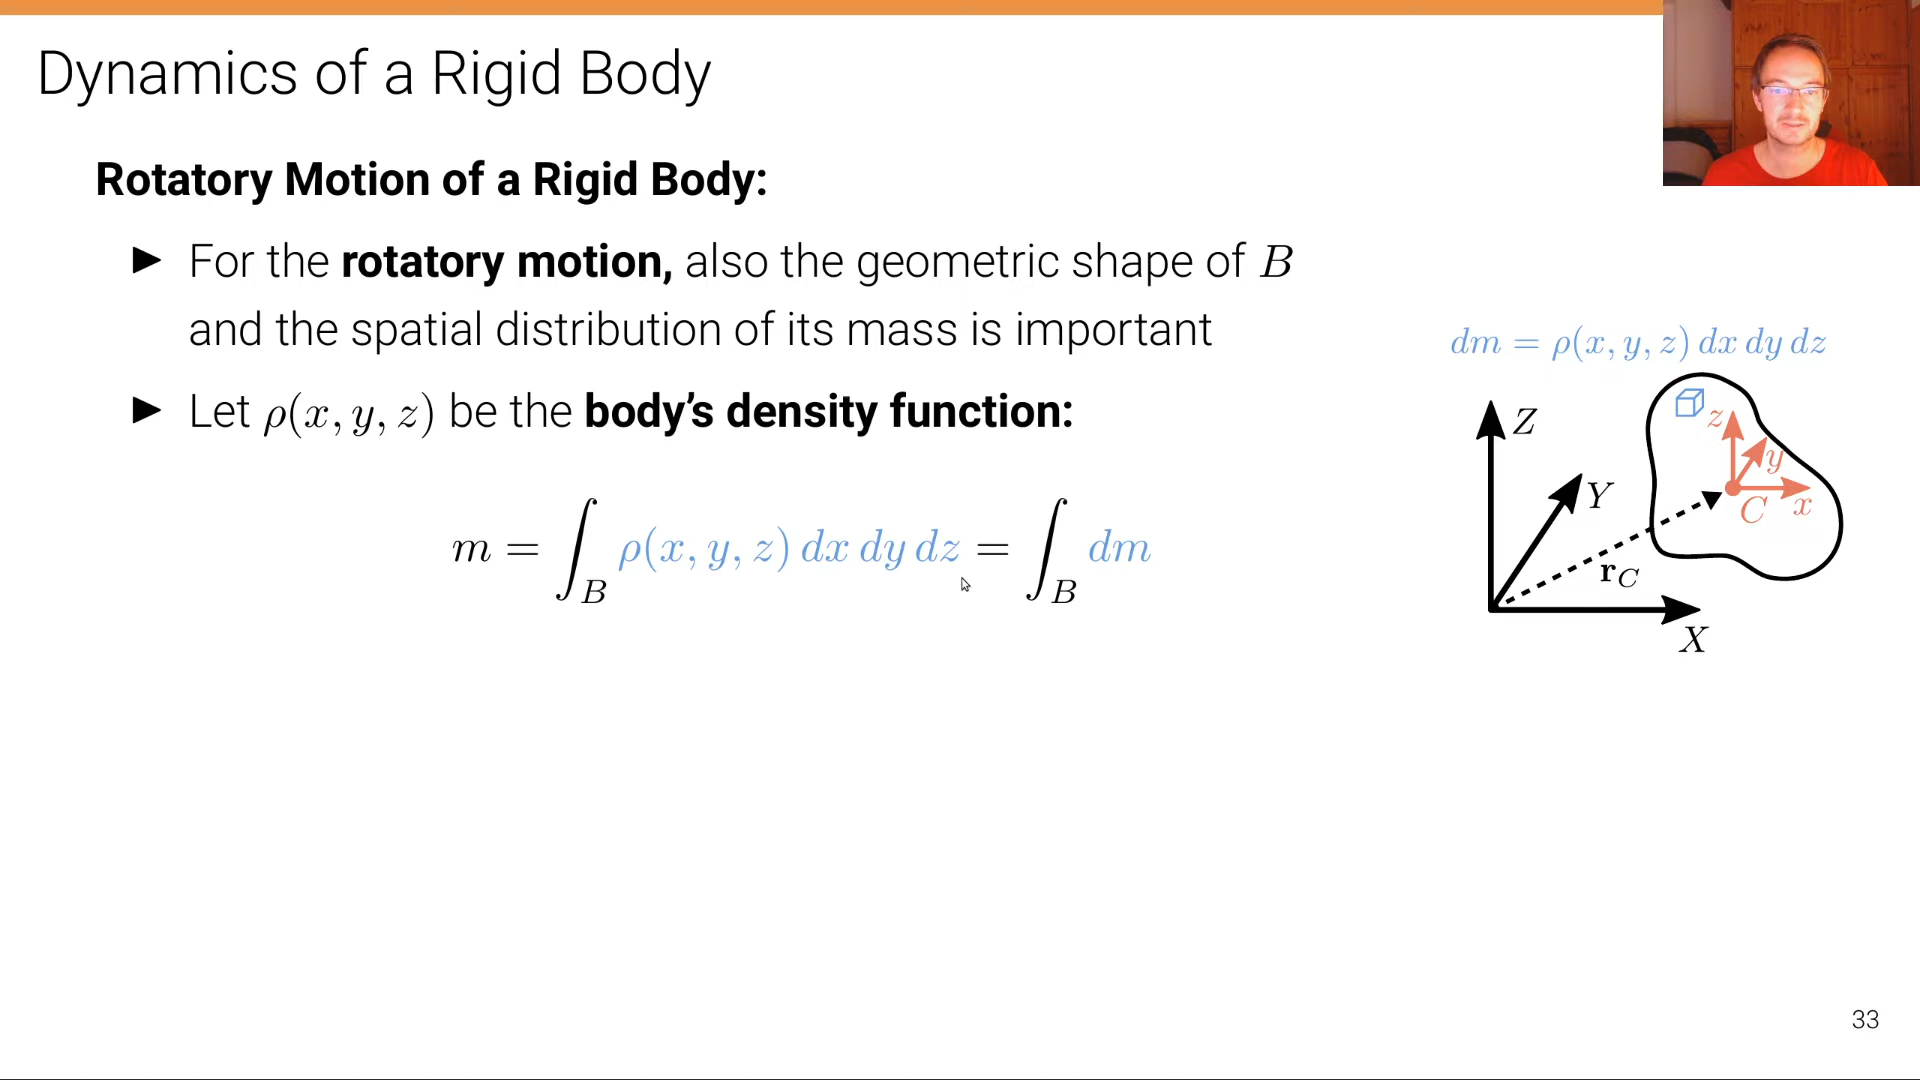 Dynamics of a Rigid Body
Rotatory Motion of a Rigid Body:
► For the rotatory motion, also the geometric shape of B
and the spatial distribution of its mass is important
► Let ρ(x, y, z) be the body's density function:
m = ∫_B ρ(x, y, z) dx dy dz = ∫_B dm
dm = ρ(x, y, z) dx dy dz
Z
z
y
Y
C x
r_C
X
33